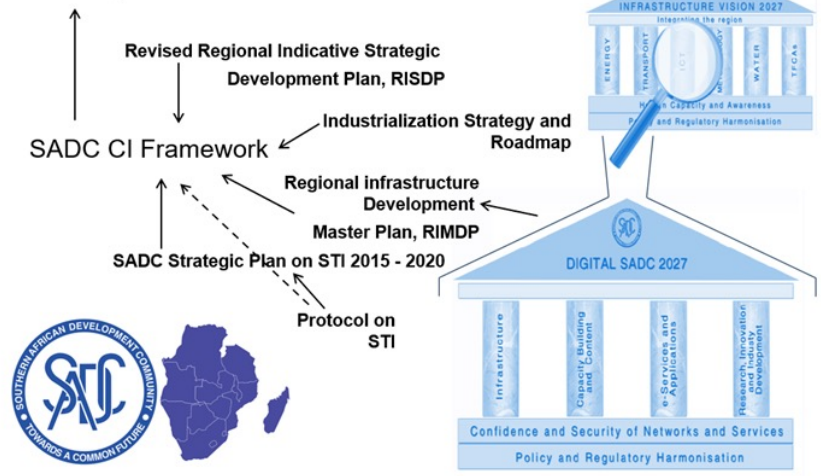 INFRASTRUCTURE VISION 2027
Integrating the region
ENERGY
TRANSPORT
ICT
WATER
TFCAs
Human Capacity and Awareness
Policy and Regulatory Harmonisation
Revised Regional Indicative Strategic
Development Plan, RISDP
Industrialization Strategy and
Roadmap
SADC CI Framework
Regional infrastructure
Development
Master Plan, RIMDP
SADC Strategic Plan on STI 2015 - 2020
Protocol on
STI
SOUTHERN AFRICAN DEVELOPMENT COMMUNITY
SADC
TOWARDS A COMMON FUTURE
DIGITAL SADC 2027
Infrastructure
Capacity Building
and Content
e-Services and
Applications
Research, Innovation
and Industy
Development
Confidence and Security of Networks and Services
Policy and Regulatory Harmonisation